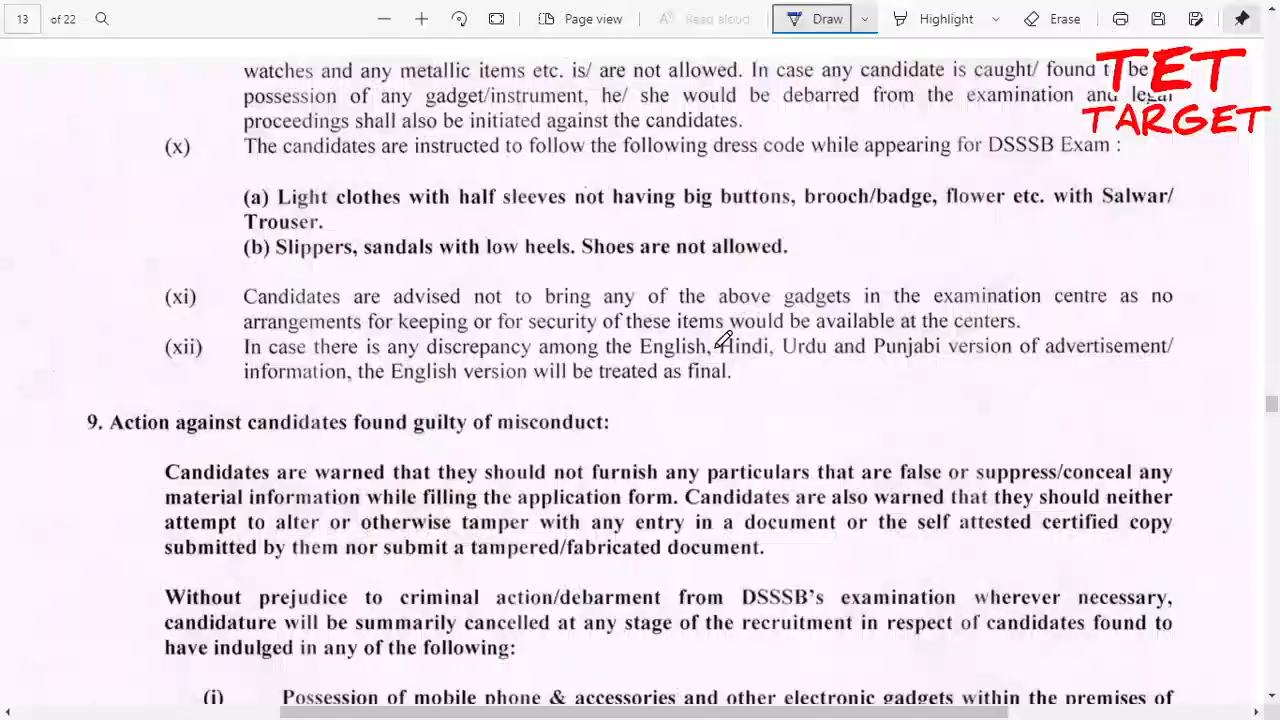 13 of 22 Page view Read aloud Draw Highlight Erase
TET
TARGET
watches and any metallic items etc. is/ are not allowed. In case any candidate is caught/ found be
possession of any gadget/instrument, he/ she would be debarred from the examination and legal
proceedings shall also be initiated against the candidates.
(x) The candidates are instructed to follow the following dress code while appearing for DSSSB Exam :
(a) Light clothes with half sleeves not having big buttons, brooch/badge, flower etc. with Salwar/
Trouser.
(b) Slippers, sandals with low heels. Shoes are not allowed.
(xi) Candidates are advised not to bring any of the above gadgets in the examination centre as no
arrangements for keeping or for security of these items would be available at the centers.
(xii) In case there is any discrepancy among the English, Hindi, Urdu and Punjabi version of advertisement/
information, the English version will be treated as final.
9. Action against candidates found guilty of misconduct:
Candidates are warned that they should not furnish any particulars that are false or suppress/conceal any
material information while filling the application form. Candidates are also warned that they should neither
attempt to alter or otherwise tamper with any entry in a document or the self attested certified copy
submitted by them nor submit a tampered/fabricated document.
Without prejudice to criminal action/debarment from DSSSB's examination wherever necessary,
candidature will be summarily cancelled at any stage of the recruitment in respect of candidates found to
have indulged in any of the following:
(i) Possession of mobile phone & accessories and other electronic gadgets within the premises of